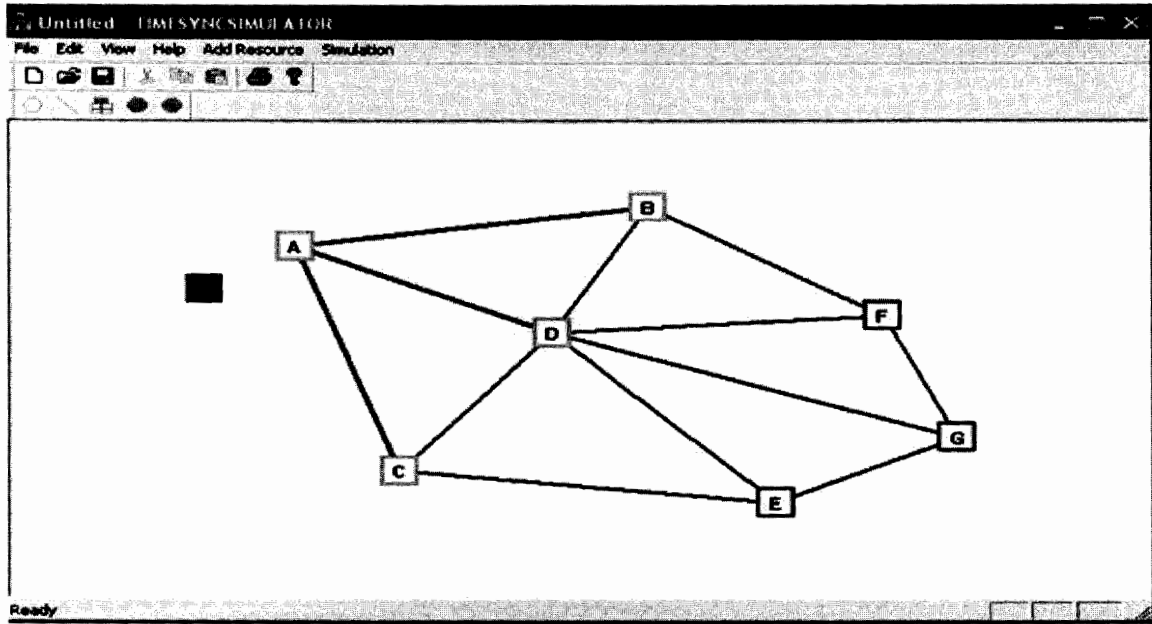 Untitled TIMESYNCSIMULATOR
File Edit View Help Add Resource Simulation
B
A
F
D
G
C
E
Ready